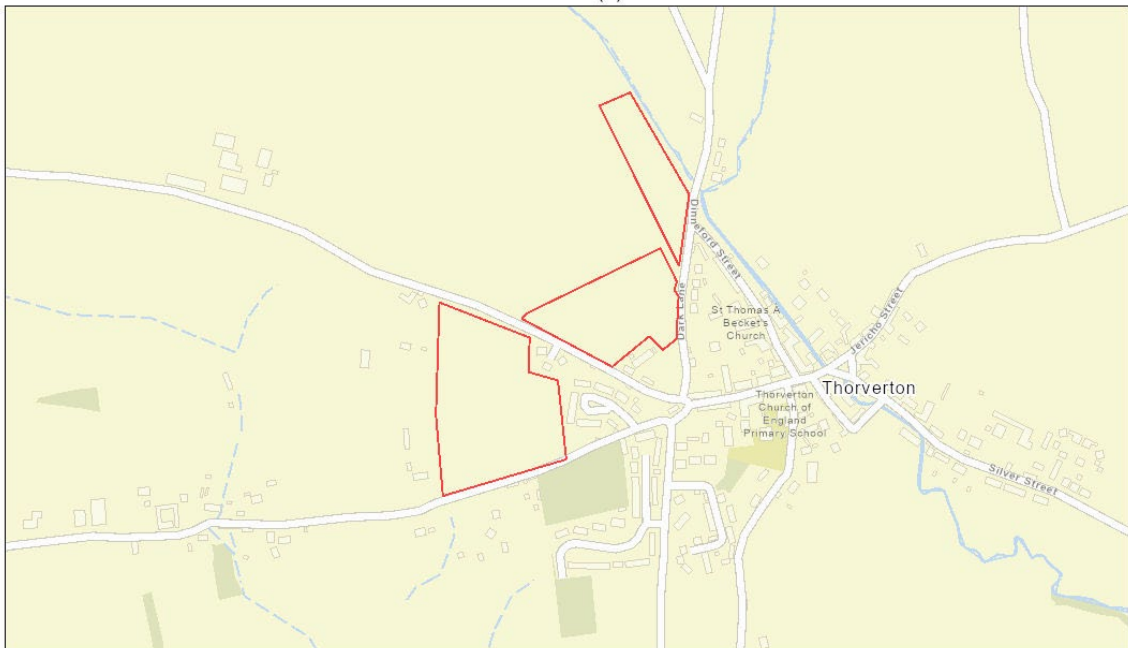 Dinneford Street
Dark Lane
St Thomas A
Becket's
Church
Jericho Street
Thorverton
Thorverton
Church of
England
Primary School
Silver Street